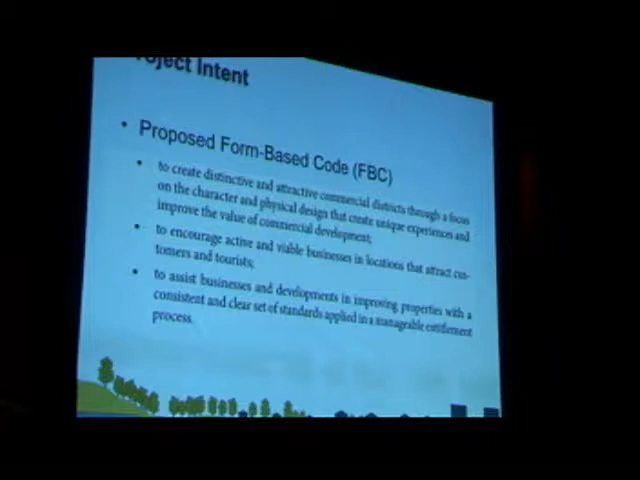 Project Intent
• Proposed Form-Based Code (FBC)
• to create distinctive and attractive commercial districts through a focus
on the character and physical design that create unique experiences and
improve the value of commercial development;
• to encourage active and viable businesses in locations that attract cus-
tomers and tourists;
• to assist businesses and developments in improving properties with a
consistent and clear set of standards applied in a manageable entitlement
process.